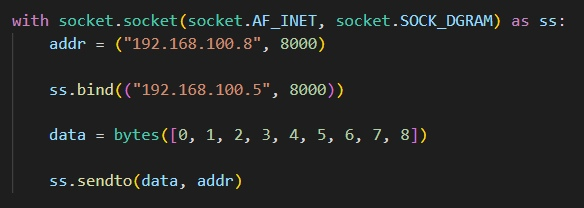 with socket.socket(socket.AF_INET, socket.SOCK_DGRAM) as ss:
    addr = ("192.168.100.8", 8000)
    ss.bind(("192.168.100.5", 8000))
    data = bytes([0, 1, 2, 3, 4, 5, 6, 7, 8])
    ss.sendto(data, addr)